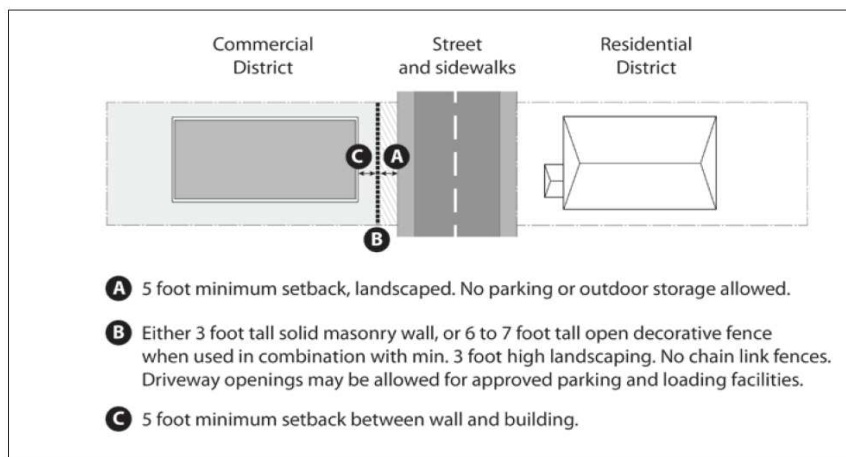 Commercial
District
Street
and sidewalks
Residential
District
C
A
B
A 5 foot minimum setback, landscaped. No parking or outdoor storage allowed.
B Either 3 foot tall solid masonry wall, or 6 to 7 foot tall open decorative fence
when used in combination with min. 3 foot high landscaping. No chain link fences.
Driveway openings may be allowed for approved parking and loading facilities.
C 5 foot minimum setback between wall and building.